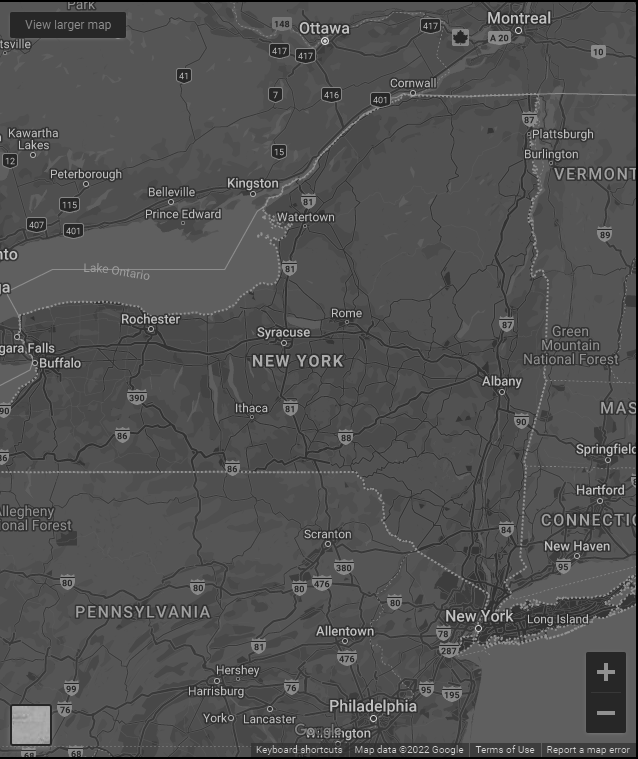 Park
View larger map
148
417
Montreal
Ottawa
A 20
ttsville
417
417
10
41
Cornwall
7
416
401
87
Kawartha
Lakes
Plattsburgh
12
15
Burlington
Peterborough
VERMONT
Kingston
Belleville
115
81
Prince Edward
Watertown
407
401
89
nto
81
Lake Ontario
ga
Rome
Rochester
87
Syracuse
Green
Mountain
National Forest
gara Falls
NEW YORK
Buffalo
Albany
390
90
Ithaca
81
MAS
90
86
88
Springfield
86
86
Hartford
Allegheny
onal Forest
CONNECTIC
84
Scranton
New Haven
380
95
80
80
80
476
80
PENNSYLVANIA
New York
Long Island
Allentown
78
81
287
476
Hershey
99
76
95
195
Harrisburg
76
Philadelphia
York
Lancaster
Google
Wilmington
68
68
Keyboard shortcuts
Map data ©2022 Google
Terms of Use
Report a map error